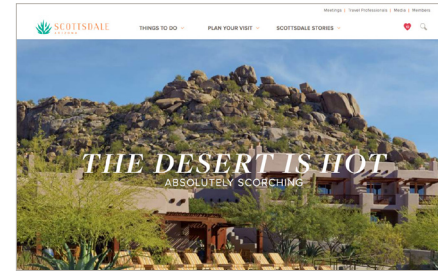 Meetings | Travel Professionals | Media | Members
SCOTTSDALE
ARIZONA
THINGS TO DO
PLAN YOUR VISIT
SCOTTSDALE STORIES
THE DESERT IS HOT
ABSOLUTELY SCORCHING